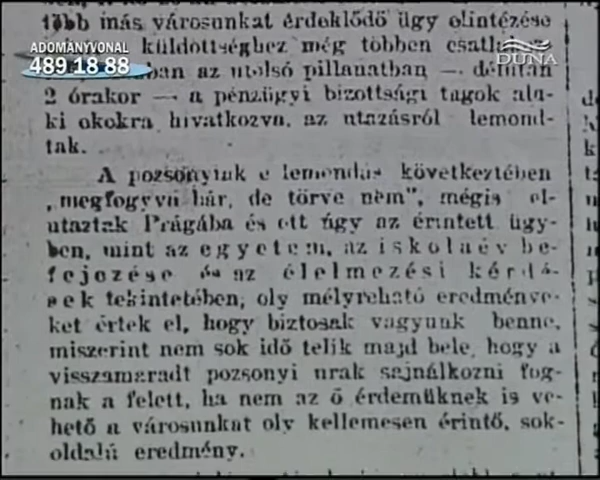 több más városunkat érdeklődő ügy elintézése
ADOMÁNYVONAL
489 18 88
DUNA
küldöttséghez még többen
az utolsó pillanatban — délután
2 órakor — a pénzügyi bizottsági tagok ala-
ki okokra hivatkozva, az utazásról lemond-
tak.
A pozsonyiak e lemondás következtében
„megfogyva bár, de törve nem", mégis el-
utaztak Prágába és ott úgy az érintett ügy-
ben, mint az egyetem, az iskolaév be-
fejezése és az élelmezési kérdé-
sek tekintetében, oly mélyreható eredménye-
ket értek el, hogy biztosak vagyunk benne,
miszerint nem sok idő telik majd bele, hogy a
visszamaradt pozsonyi urak sajnálkozni fog-
nak a felett, ha nem az ő érdemüknek is ve-
hető a városunkat oly kellemesen érintő, sok-
oldalú eredmény.